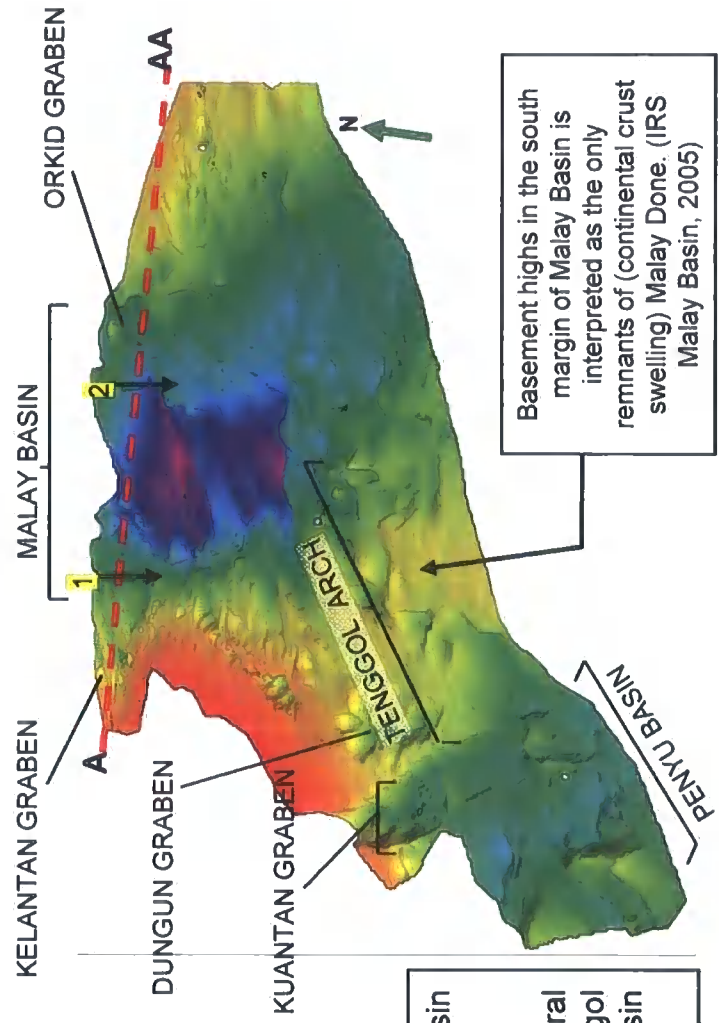 ORKID GRABEN
AA
MALAY BASIN
2
1
N
KELANTAN GRABEN
A
DUNGUN GRABEN
KUANTAN GRABEN
TENGGOL ARCH
PENYU BASIN
Basement highs in the south
margin of Malay Basin is
interpreted as the only
remnants of (continental crust
swelling) Malay Done. (IRS
Malay Basin, 2005)
sin
ral
gol
sin